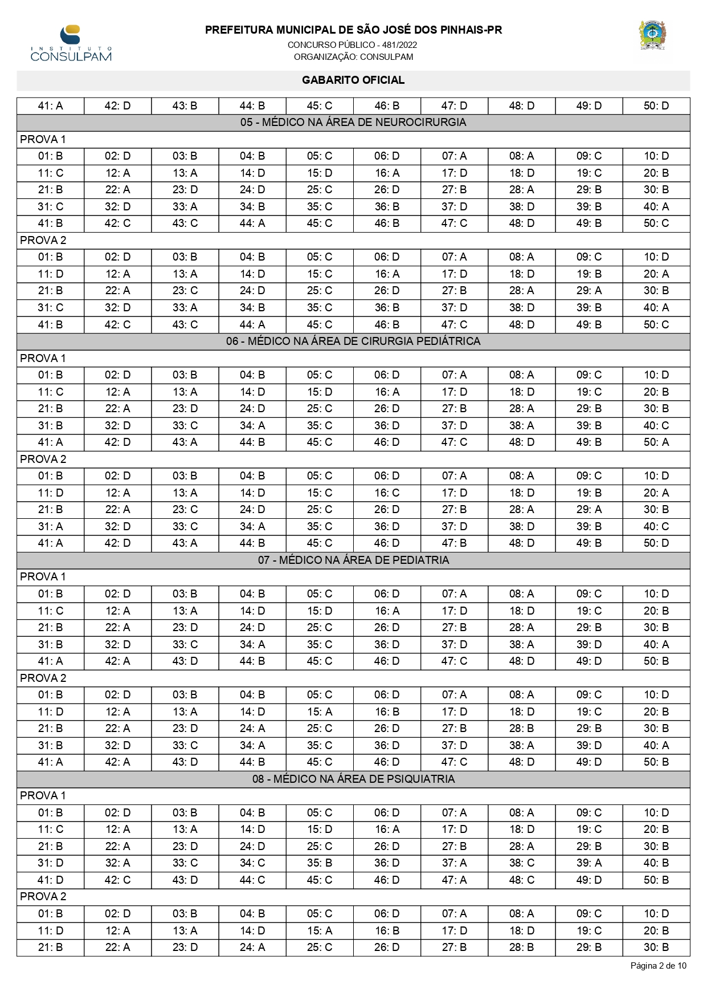 INSTITUTO
CONSULPAM
PREFEITURA MUNICIPAL DE SÃO JOSÉ DOS PINHAIS-PR
CONCURSO PÚBLICO - 481/2022
ORGANIZAÇÃO: CONSULPAM
GABARITO OFICIAL
41: A 42: D 43: B 44: B 45: C 46: B 47: D 48: D 49: D 50: D
05 - MÉDICO NA ÁREA DE NEUROCIRURGIA
PROVA 1
01: B 02: D 03: B 04: B 05: C 06: D 07: A 08: A 09: C 10: D
11: C 12: A 13: A 14: D 15: D 16: A 17: D 18: D 19: C 20: B
21: B 22: A 23: D 24: D 25: C 26: D 27: B 28: A 29: B 30: B
31: C 32: D 33: A 34: B 35: C 36: B 37: D 38: D 39: B 40: A
41: B 42: C 43: C 44: A 45: C 46: B 47: C 48: D 49: B 50: C
PROVA 2
01: B 02: D 03: B 04: B 05: C 06: D 07: A 08: A 09: C 10: D
11: D 12: A 13: A 14: D 15: C 16: A 17: D 18: D 19: B 20: A
21: B 22: A 23: C 24: D 25: C 26: D 27: B 28: A 29: A 30: B
31: C 32: D 33: A 34: B 35: C 36: B 37: D 38: D 39: B 40: A
41: B 42: C 43: C 44: A 45: C 46: B 47: C 48: D 49: B 50: C
06 - MÉDICO NA ÁREA DE CIRURGIA PEDIÁTRICA
PROVA 1
01: B 02: D 03: B 04: B 05: C 06: D 07: A 08: A 09: C 10: D
11: C 12: A 13: A 14: D 15: D 16: A 17: D 18: D 19: C 20: B
21: B 22: A 23: D 24: D 25: C 26: D 27: B 28: A 29: B 30: B
31: B 32: D 33: C 34: A 35: C 36: D 37: D 38: A 39: B 40: C
41: A 42: D 43: A 44: B 45: C 46: D 47: C 48: D 49: B 50: A
PROVA 2
01: B 02: D 03: B 04: B 05: C 06: D 07: A 08: A 09: C 10: D
11: D 12: A 13: A 14: D 15: C 16: C 17: D 18: D 19: B 20: A
21: B 22: A 23: C 24: D 25: C 26: D 27: B 28: A 29: A 30: B
31: A 32: D 33: C 34: A 35: C 36: D 37: D 38: D 39: B 40: C
41: A 42: D 43: A 44: B 45: C 46: D 47: B 48: D 49: B 50: D
07 - MÉDICO NA ÁREA DE PEDIATRIA
PROVA 1
01: B 02: D 03: B 04: B 05: C 06: D 07: A 08: A 09: C 10: D
11: C 12: A 13: A 14: D 15: D 16: A 17: D 18: D 19: C 20: B
21: B 22: A 23: D 24: D 25: C 26: D 27: B 28: A 29: B 30: B
31: B 32: D 33: C 34: A 35: C 36: D 37: D 38: A 39: D 40: A
41: A 42: A 43: D 44: B 45: C 46: D 47: C 48: D 49: D 50: B
PROVA 2
01: B 02: D 03: B 04: B 05: C 06: D 07: A 08: A 09: C 10: D
11: D 12: A 13: A 14: D 15: A 16: B 17: D 18: D 19: C 20: B
21: B 22: A 23: D 24: A 25: C 26: D 27: B 28: B 29: B 30: B
31: B 32: D 33: C 34: A 35: C 36: D 37: D 38: A 39: D 40: A
41: A 42: A 43: D 44: B 45: C 46: D 47: C 48: D 49: D 50: B
08 - MÉDICO NA ÁREA DE PSIQUIATRIA
PROVA 1
01: B 02: D 03: B 04: B 05: C 06: D 07: A 08: A 09: C 10: D
11: C 12: A 13: A 14: D 15: D 16: A 17: D 18: D 19: C 20: B
21: B 22: A 23: D 24: D 25: C 26: D 27: B 28: A 29: B 30: B
31: D 32: A 33: C 34: C 35: B 36: D 37: A 38: C 39: A 40: B
41: D 42: C 43: D 44: C 45: C 46: D 47: A 48: C 49: D 50: B
PROVA 2
01: B 02: D 03: B 04: B 05: C 06: D 07: A 08: A 09: C 10: D
11: D 12: A 13: A 14: D 15: A 16: B 17: D 18: D 19: C 20: B
21: B 22: A 23: D 24: A 25: C 26: D 27: B 28: B 29: B 30: B
Página 2 de 10